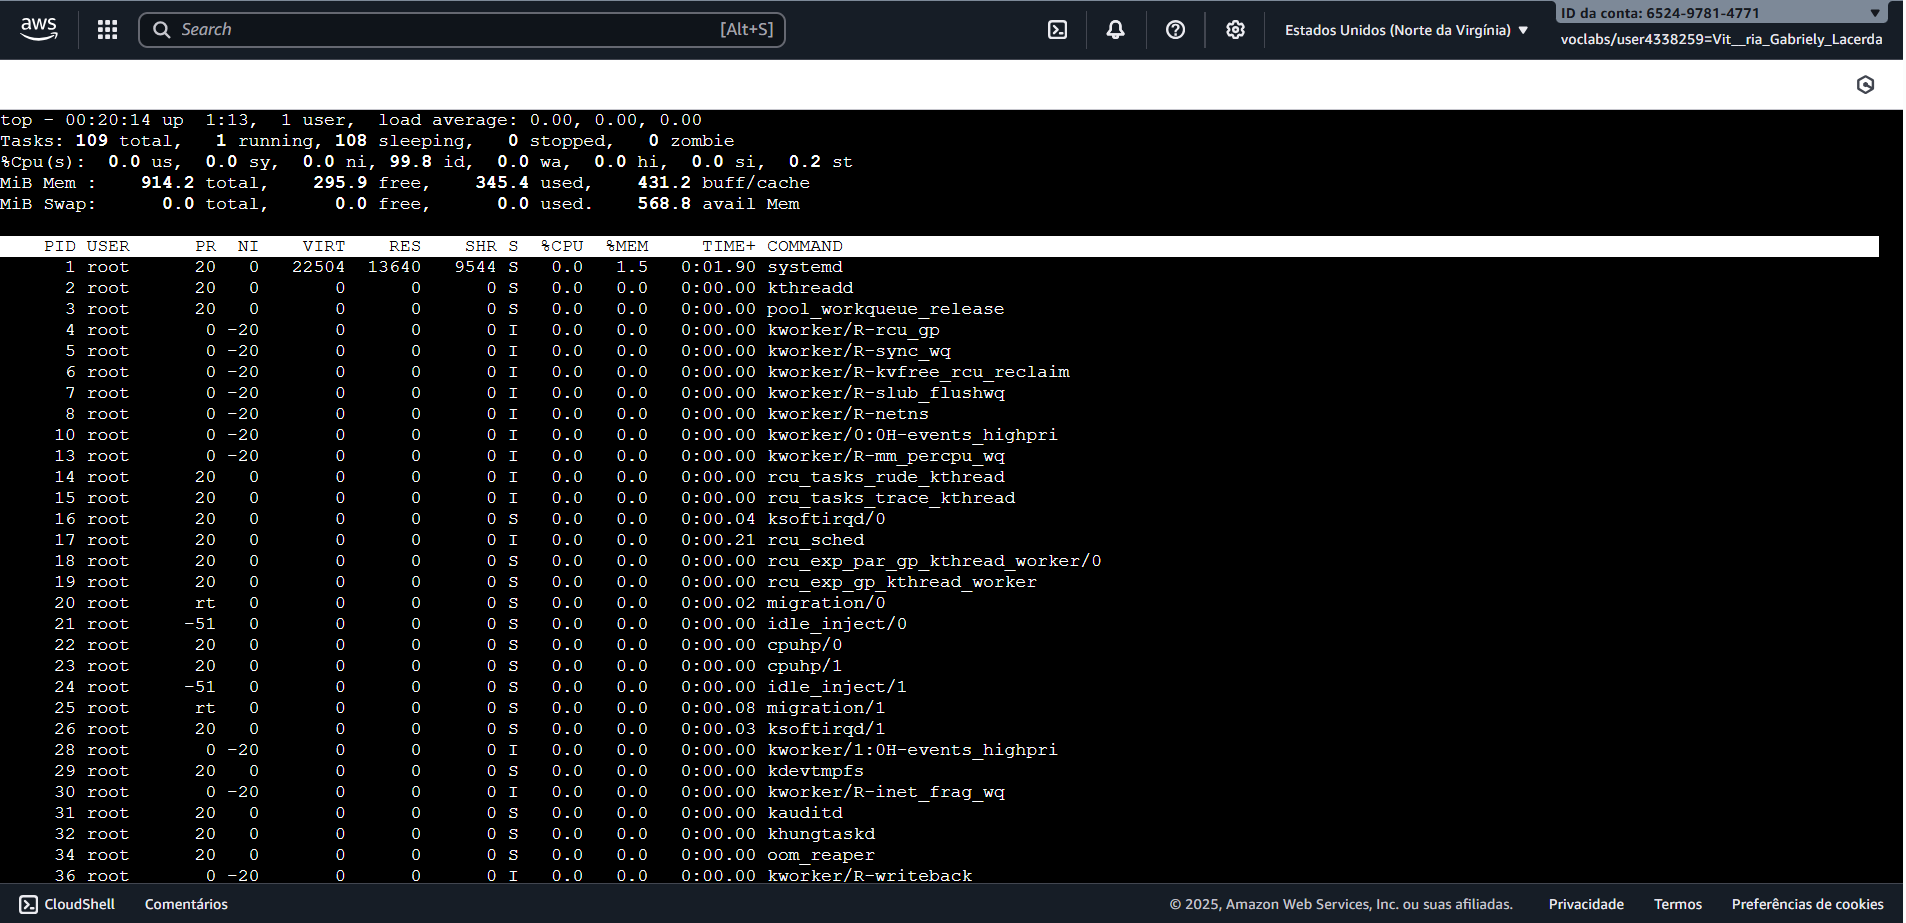 aws
Search [Alt+S]
Estados Unidos (Norte da Virgínia) ▼
ID da conta: 6524-9781-4771 ▼
voclabs/user4338259=Vit__ria_Gabriely_Lacerda
top - 00:20:14 up  1:13,  1 user,  load average: 0.00, 0.00, 0.00
Tasks: 109 total,   1 running, 108 sleeping,   0 stopped,   0 zombie
%Cpu(s):  0.0 us,  0.0 sy,  0.0 ni, 99.8 id,  0.0 wa,  0.0 hi,  0.0 si,  0.2 st
MiB Mem :    914.2 total,    295.9 free,    345.4 used,    431.2 buff/cache
MiB Swap:      0.0 total,      0.0 free,      0.0 used.    568.8 avail Mem
PID USER PR NI VIRT RES SHR S %CPU %MEM TIME+ COMMAND
1 root 20 0 22504 13640 9544 S 0.0 1.5 0:01.90 systemd
2 root 20 0 0 0 0 S 0.0 0.0 0:00.00 kthreadd
3 root 20 0 0 0 0 S 0.0 0.0 0:00.00 pool_workqueue_release
4 root 0 -20 0 0 0 I 0.0 0.0 0:00.00 kworker/R-rcu_gp
5 root 0 -20 0 0 0 I 0.0 0.0 0:00.00 kworker/R-sync_wq
6 root 0 -20 0 0 0 I 0.0 0.0 0:00.00 kworker/R-kvfree_rcu_reclaim
7 root 0 -20 0 0 0 I 0.0 0.0 0:00.00 kworker/R-slub_flushwq
8 root 0 -20 0 0 0 I 0.0 0.0 0:00.00 kworker/R-netns
10 root 0 -20 0 0 0 I 0.0 0.0 0:00.00 kworker/0:0H-events_highpri
13 root 0 -20 0 0 0 I 0.0 0.0 0:00.00 kworker/R-mm_percpu_wq
14 root 20 0 0 0 0 I 0.0 0.0 0:00.00 rcu_tasks_rude_kthread
15 root 20 0 0 0 0 I 0.0 0.0 0:00.00 rcu_tasks_trace_kthread
16 root 20 0 0 0 0 S 0.0 0.0 0:00.04 ksoftirqd/0
17 root 20 0 0 0 0 I 0.0 0.0 0:00.21 rcu_sched
18 root 20 0 0 0 0 S 0.0 0.0 0:00.00 rcu_exp_par_gp_kthread_worker/0
19 root 20 0 0 0 0 S 0.0 0.0 0:00.00 rcu_exp_gp_kthread_worker
20 root rt 0 0 0 0 S 0.0 0.0 0:00.02 migration/0
21 root -51 0 0 0 0 S 0.0 0.0 0:00.00 idle_inject/0
22 root 20 0 0 0 0 S 0.0 0.0 0:00.00 cpuhp/0
23 root 20 0 0 0 0 S 0.0 0.0 0:00.00 cpuhp/1
24 root -51 0 0 0 0 S 0.0 0.0 0:00.00 idle_inject/1
25 root rt 0 0 0 0 S 0.0 0.0 0:00.08 migration/1
26 root 20 0 0 0 0 S 0.0 0.0 0:00.03 ksoftirqd/1
28 root 0 -20 0 0 0 I 0.0 0.0 0:00.00 kworker/1:0H-events_highpri
29 root 20 0 0 0 0 S 0.0 0.0 0:00.00 kdevtmpfs
30 root 0 -20 0 0 0 I 0.0 0.0 0:00.00 kworker/R-inet_frag_wq
31 root 20 0 0 0 0 S 0.0 0.0 0:00.00 kauditd
32 root 20 0 0 0 0 S 0.0 0.0 0:00.00 khungtaskd
34 root 20 0 0 0 0 S 0.0 0.0 0:00.00 oom_reaper
36 root 0 -20 0 0 0 I 0.0 0.0 0:00.00 kworker/R-writeback
CloudShell Comentários © 2025, Amazon Web Services, Inc. ou suas afiliadas. Privacidade Termos Preferências de cookies